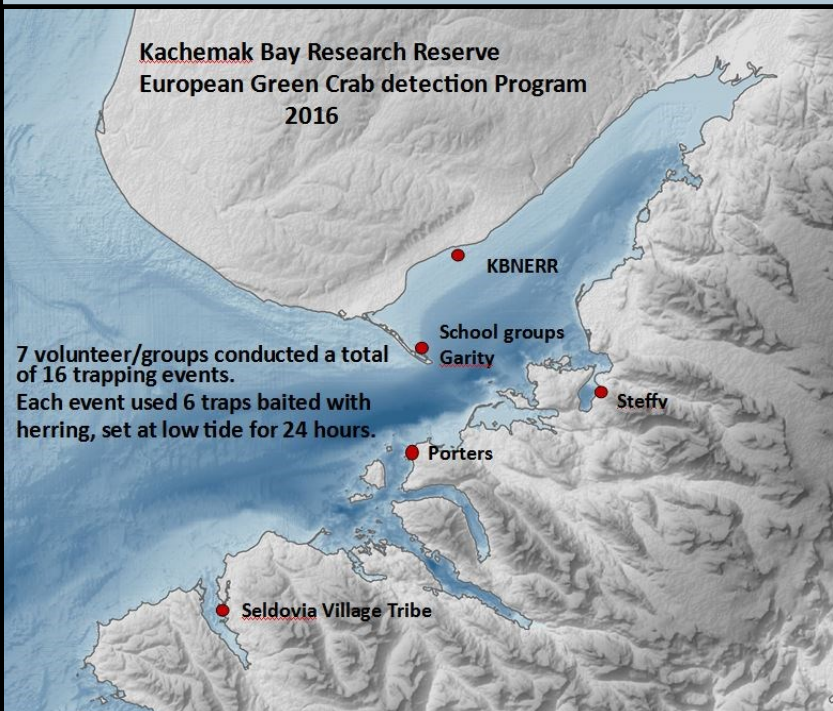 Kachemak Bay Research Reserve
European Green Crab detection Program
2016
KBNERR
School groups
Garity
7 volunteer/groups conducted a total
of 16 trapping events.
Each event used 6 traps baited with
herring, set at low tide for 24 hours.
Steffv
Porters
Seldovia Village Tribe